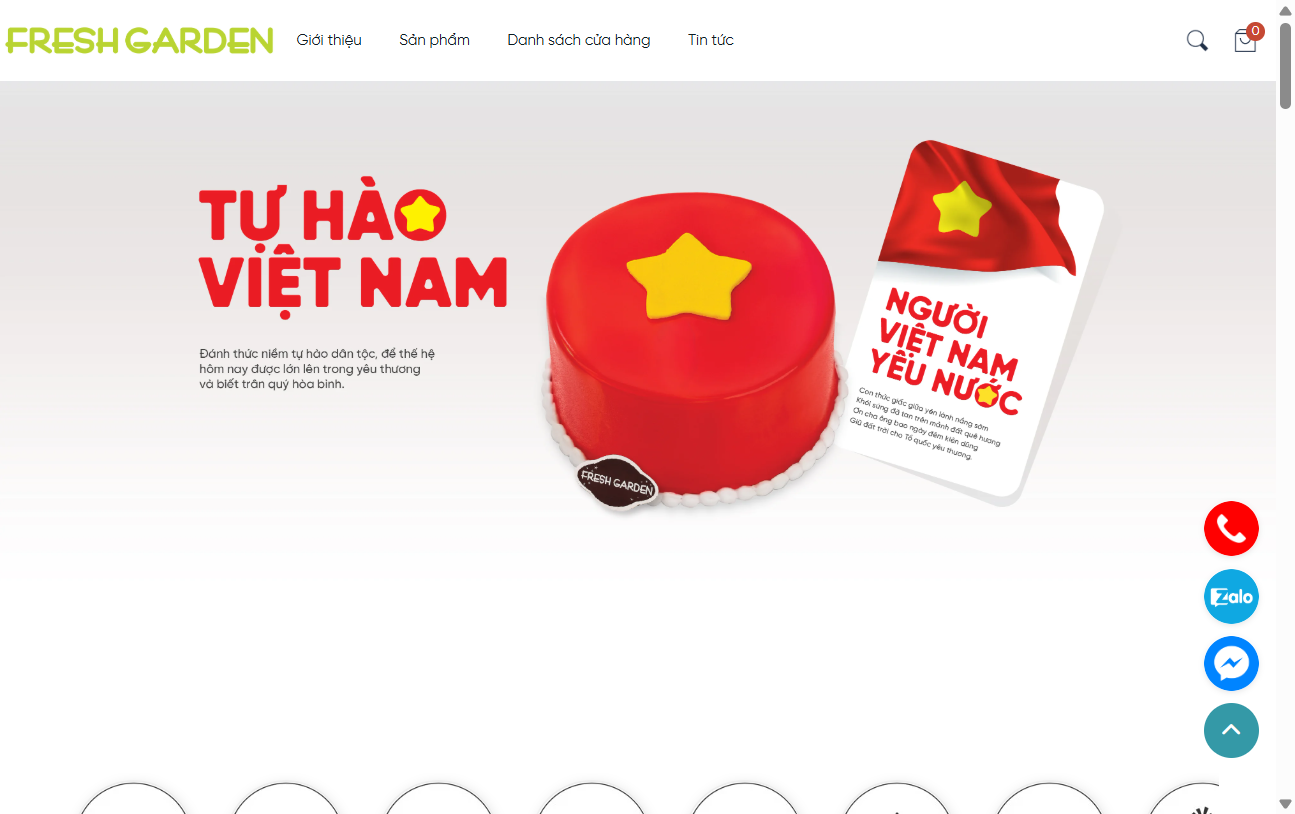 FRESH GARDEN
Giới thiệu
Sản phẩm
Danh sách cửa hàng
Tin tức
0
TỰ HÀO
VIỆT NAM
Đánh thức niềm tự hào dân tộc, để thế hệ
hôm nay được lớn lên trong yêu thương
và biết trân quý hòa bình.
FRESH GARDEN
NGƯỜI
VIỆT NAM
YÊU NƯỚC
Con thức giấc giữa yên lành nắng sớm
Khói súng đã tan trên mảnh đất quê hương
Ơn cha ông bao ngày đêm kiên dũng
Giữ đất trời cho Tổ quốc yêu thương.
Zalo